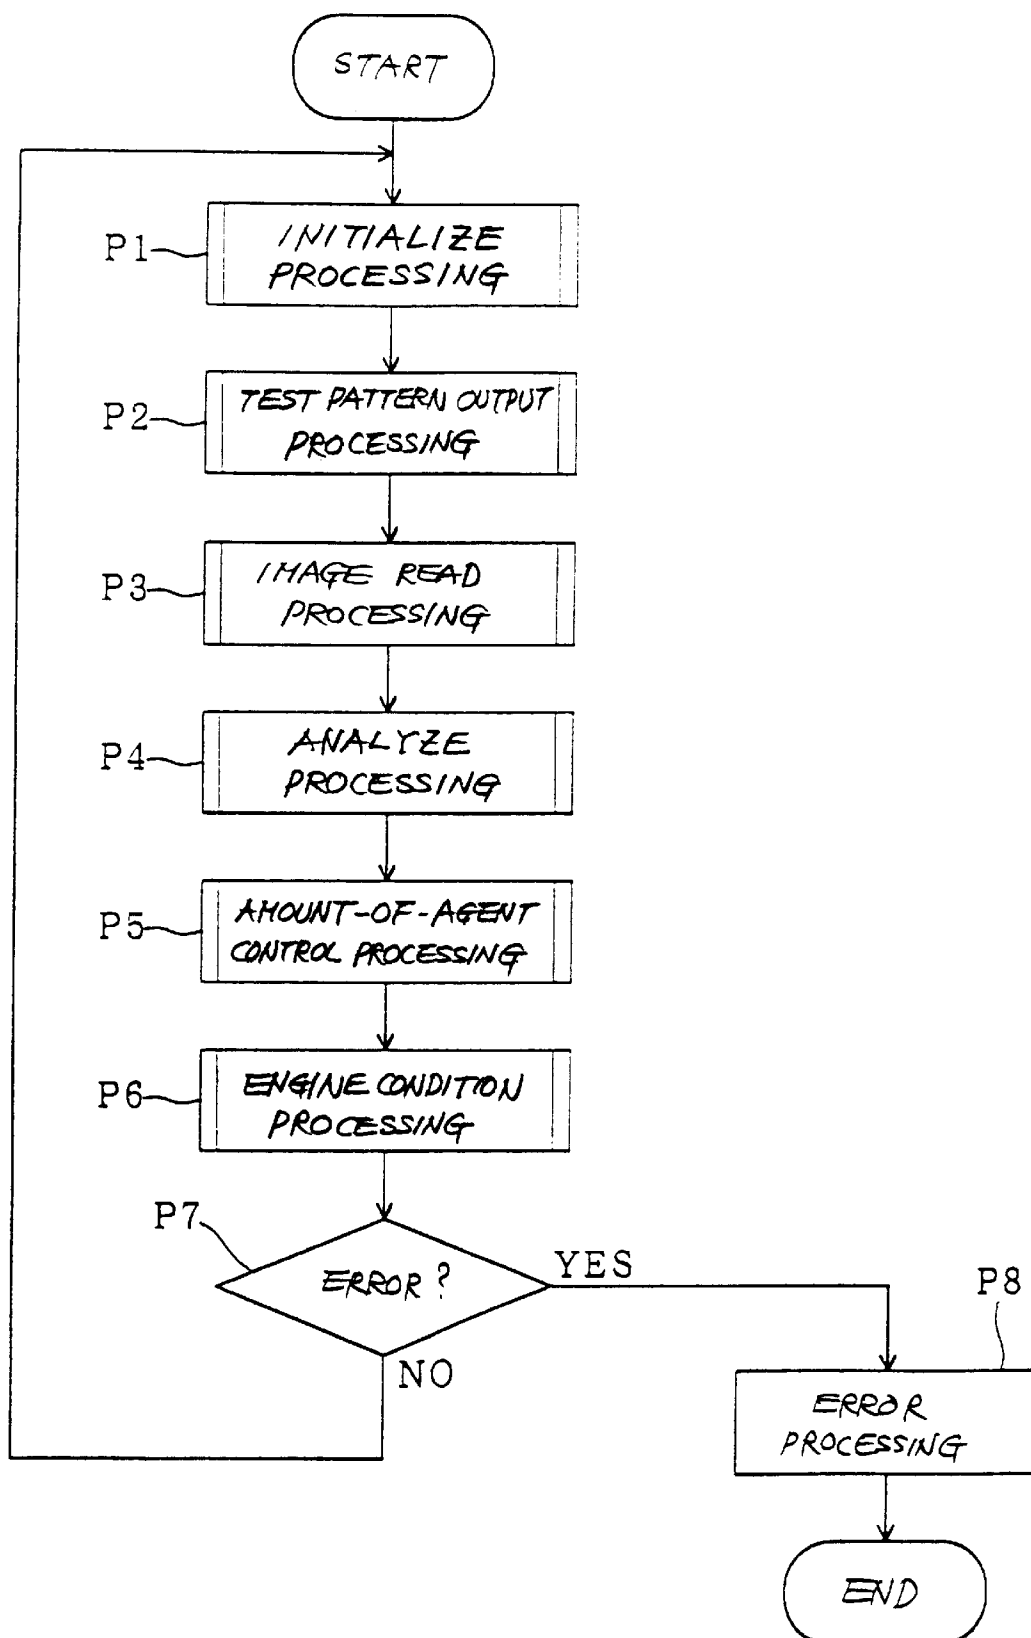 START
P1
INITIALIZE
PROCESSING
P2
TEST PATTERN OUTPUT
PROCESSING
P3
IMAGE READ
PROCESSING
P4
ANALYZE
PROCESSING
P5
AMOUNT-OF-AGENT
CONTROL PROCESSING
P6
ENGINE CONDITION
PROCESSING
P7
ERROR?
YES
NO
P8
ERROR
PROCESSING
END